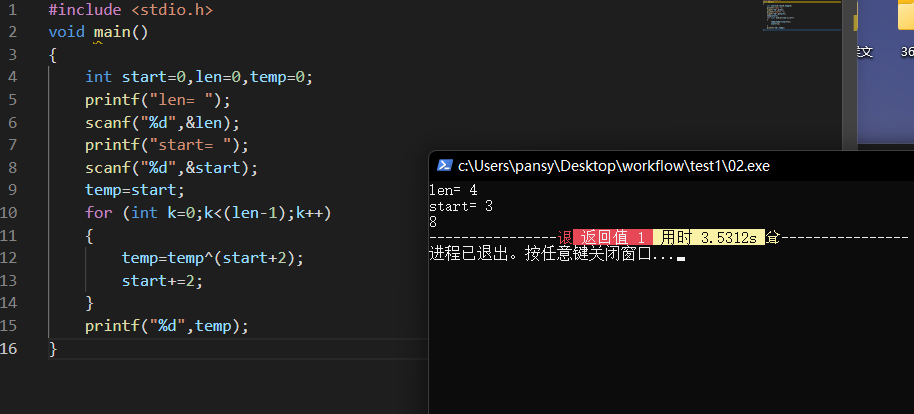 1 #include <stdio.h>
2 void main()
3 {
4 int start=0,len=0,temp=0;
5 printf("len= ");
6 scanf("%d",&len);
7 printf("start= ");
8 scanf("%d",&start);
9 temp=start;
10 for (int k=0;k<(len-1);k++)
11 {
12 temp=temp^(start+2);
13 start+=2;
14 }
15 printf("%d",temp);
16 }
36
c:\Users\pansy\Desktop\workflow\test1\02.exe
len= 4
start= 3
8
返回值 1 用时 3.5312s
进程已退出。按任意键关闭窗口...